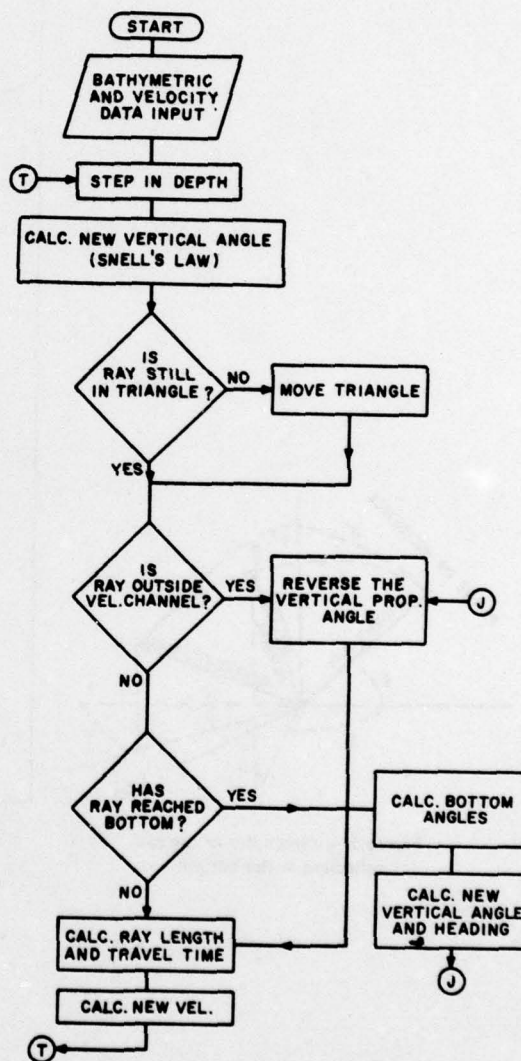 START
BATHYMETRIC
AND VELOCITY
DATA INPUT
T
STEP IN DEPTH
CALC. NEW VERTICAL ANGLE
(SNELL'S LAW)
IS
RAY STILL
IN TRIANGLE?
NO
MOVE TRIANGLE
YES
IS
RAY OUTSIDE
VEL. CHANNEL?
YES
REVERSE THE
VERTICAL PROP.
ANGLE
J
NO
HAS
RAY REACHED
BOTTOM?
YES
CALC. BOTTOM
ANGLES
NO
CALC. NEW
VERTICAL ANGLE
AND HEADING
CALC. RAY LENGTH
AND TRAVEL TIME
J
CALC. NEW VEL.
T